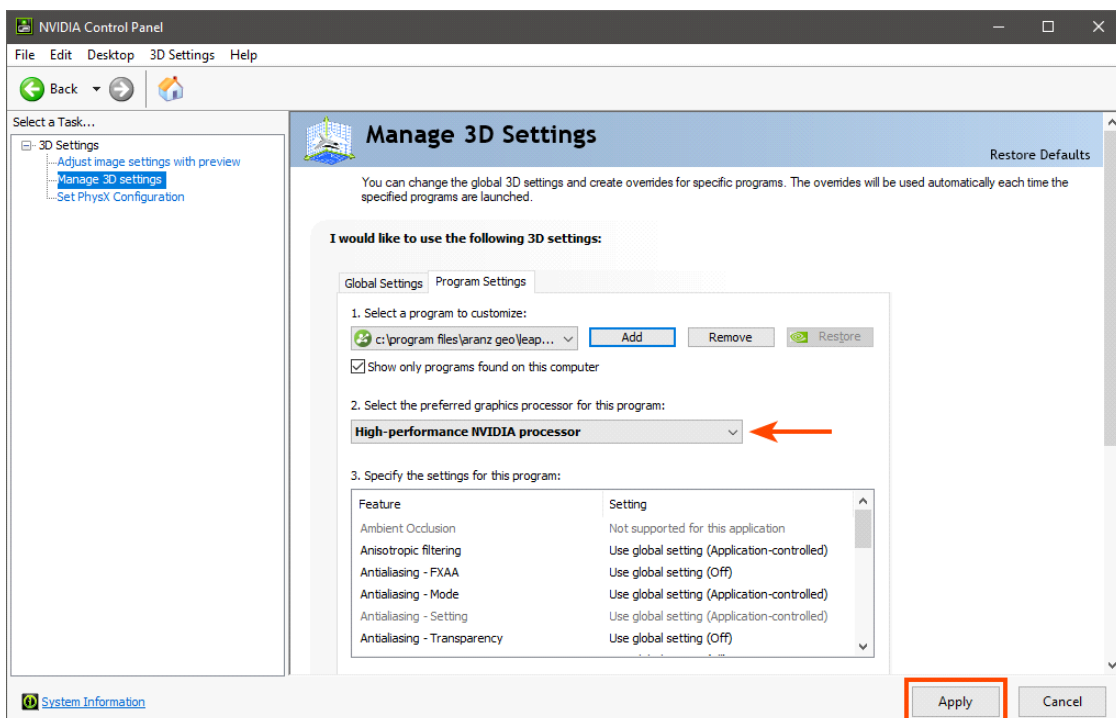 NVIDIA Control Panel
File Edit Desktop 3D Settings Help
Back
Select a Task...
3D Settings
Adjust image settings with preview
Manage 3D settings
Set PhysX Configuration
Manage 3D Settings
Restore Defaults
You can change the global 3D settings and create overrides for specific programs. The overrides will be used automatically each time the
specified programs are launched.
I would like to use the following 3D settings:
Global Settings Program Settings
1. Select a program to customize:
c:\program files\aranz geo\leap... Add Remove Restore
Show only programs found on this computer
2. Select the preferred graphics processor for this program:
High-performance NVIDIA processor
3. Specify the settings for this program:
Feature Setting
Ambient Occlusion Not supported for this application
Anisotropic filtering Use global setting (Application-controlled)
Antialiasing - FXAA Use global setting (Off)
Antialiasing - Mode Use global setting (Application-controlled)
Antialiasing - Setting Use global setting (Application-controlled)
Antialiasing - Transparency Use global setting (Off)
System Information Apply Cancel